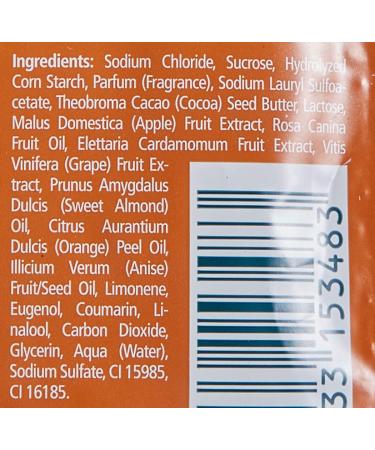 Ingredients: Sodium Chloride, Sucrose, Hydrolyzed
Corn Starch, Parfum (Fragrance), Sodium Lauryl Sulfoa-
cetate, Theobroma Cacao (Cocoa) Seed Butter, Lactose,
Malus Domestica (Apple) Fruit Extract, Rosa Canina
Fruit Oil, Elettaria Cardamomum Fruit Extract, Vitis
Vinifera (Grape) Fruit Ex-
tract, Prunus Amygdalus
Dulcis (Sweet Almond)
Oil, Citrus Aurantium
Dulcis (Orange) Peel Oil,
Illicium Verum (Anise)
Fruit/Seed Oil, Limonene,
Eugenol, Coumarin, Li-
nalool, Carbon Dioxide,
Glycerin, Aqua (Water),
Sodium Sulfate, CI 15985,
CI 16185.
33 153483